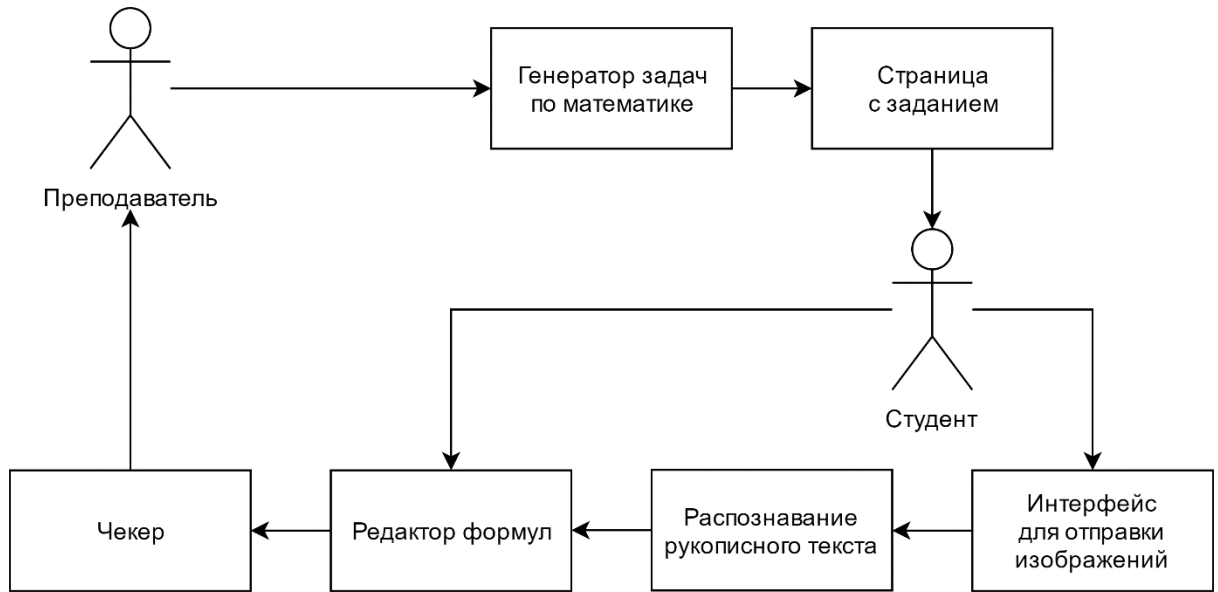 Генератор задач
по математике
Страница
с заданием
Преподаватель
Студент
Чекер
Редактор формул
Распознавание
рукописного текста
Интерфейс
для отправки
изображений